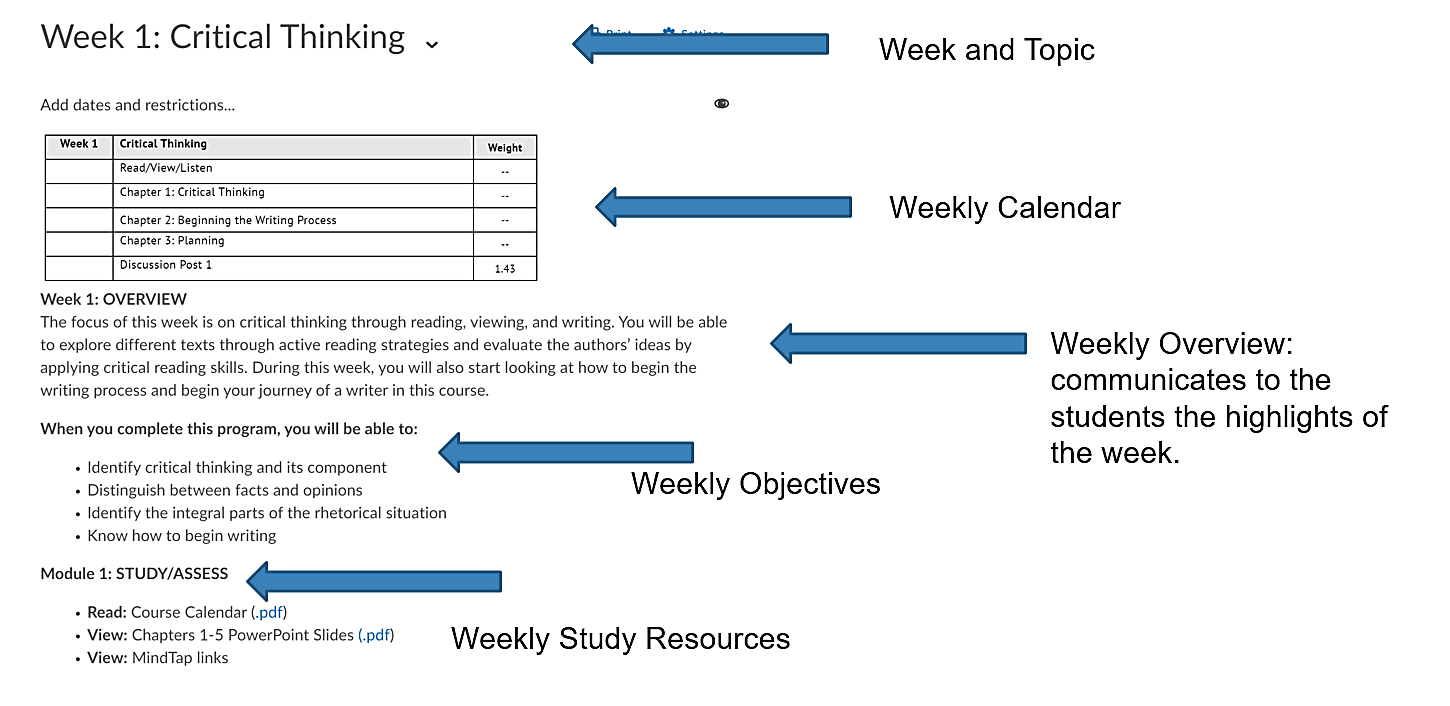 Week 1: Critical Thinking
Print Settings
Week and Topic
Add dates and restrictions...
Week 1 Critical Thinking Weight
Read/View/Listen --
Chapter 1: Critical Thinking --
Chapter 2: Beginning the Writing Process --
Chapter 3: Planning --
Discussion Post 1 1.43
Weekly Calendar
Week 1: OVERVIEW
The focus of this week is on critical thinking through reading, viewing, and writing. You will be able
to explore different texts through active reading strategies and evaluate the authors’ ideas by
applying critical reading skills. During this week, you will also start looking at how to begin the
writing process and begin your journey of a writer in this course.
Weekly Overview:
communicates to the
students the highlights of
the week.
When you complete this program, you will be able to:
• Identify critical thinking and its component
• Distinguish between facts and opinions
• Identify the integral parts of the rhetorical situation
• Know how to begin writing
Weekly Objectives
Module 1: STUDY/ASSESS
• Read: Course Calendar (.pdf)
• View: Chapters 1-5 PowerPoint Slides (.pdf)
• View: MindTap links
Weekly Study Resources